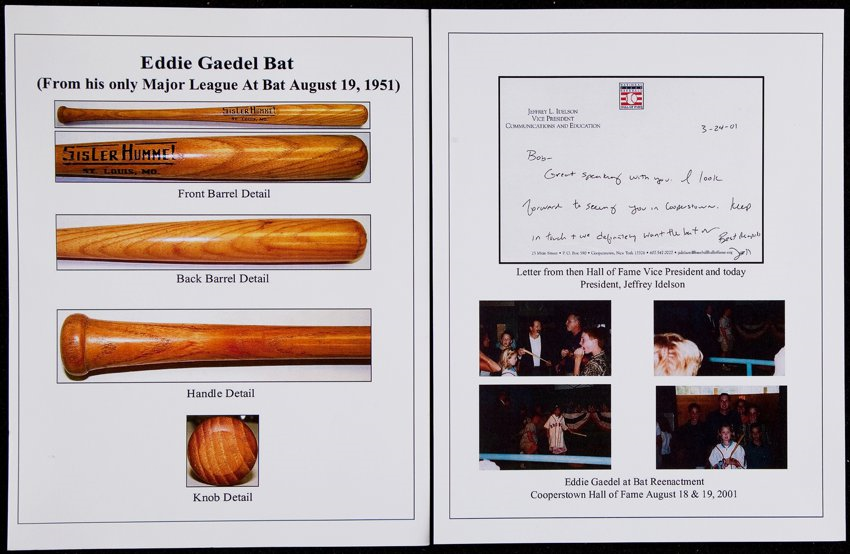 Eddie Gaedel Bat
(From his only Major League At Bat August 19, 1951)
SISLER HUMMEL
ST. LOUIS, MO.
SISLER HUMMEL
ST. LOUIS, MO.
Front Barrel Detail
Back Barrel Detail
Handle Detail
Knob Detail
JEFFREY L. IDELSON
VICE PRESIDENT
COMMUNICATIONS AND EDUCATION
3-24-01
Bob-
Great speaking with you. I look
forward to seeing you in Cooperstown. Keep
in touch + we definitely want the bat
Best
Jeff
25 Main Street • P.O. Box 590 • Cooperstown, New York 13326 •
Letter from then Hall of Fame Vice President and today
President, Jeffrey Idelson
Eddie Gaedel at Bat Reenactment
Cooperstown Hall of Fame August 18 & 19, 2001